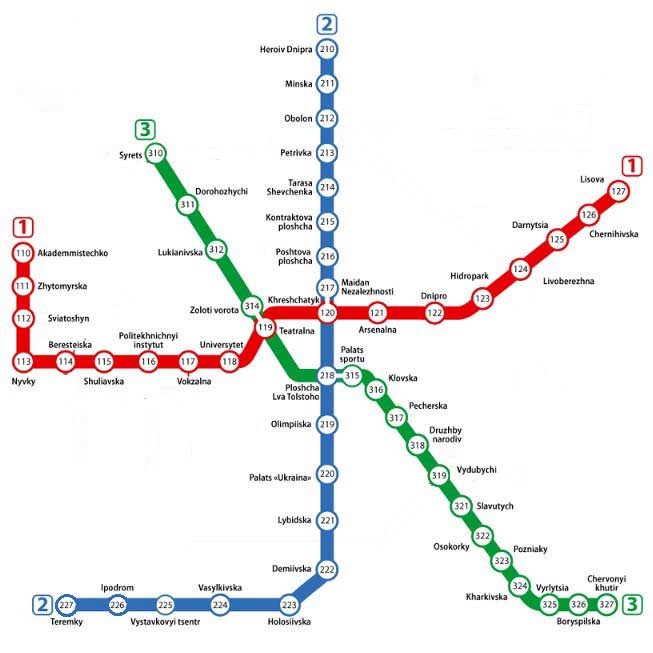 2
210
Heroiv Dnipra
211
Minska
212
Obolon
213
Petrivka
214
Tarasa
Shevchenka
215
Kontraktova
ploshcha
216
Poshtova
ploshcha
217
Maidan
Nezalezhnosti
218
Ploshcha
Lva Tolstoho
219
Olimpiiska
220
Palats «Ukraina»
221
Lybidska
222
Demiivska
223
Holosiivska
224
Vasylkivska
225
Vystavkovyi tsentr
226
Ipodrom
227
Teremky
2
3
310
Syrets
311
Dorohozhychi
312
Lukianivska
314
Zoloti vorota
315
Palats
sportu
316
Klovska
317
Pecherska
318
Druzhby
narodiv
319
Vydubychi
321
Slavutych
322
Osokorky
323
Pozniaky
324
Kharkivska
325
Vyrlytsia
326
Boryspilska
327
Chervonyi
khutir
3
1
110
Akademmistechko
111
Zhytomyrska
112
Sviatoshyn
113
Nyvky
114
Beresteiska
115
Shuliavska
116
Politekhnichnyi
instytut
117
Vokzalna
118
Universytet
119
Teatralna
120
Khreshchatyk
121
Arsenalna
122
Dnipro
123
Hidropark
124
Livoberezhna
125
Darnytsia
126
Chernihivska
127
Lisova
1